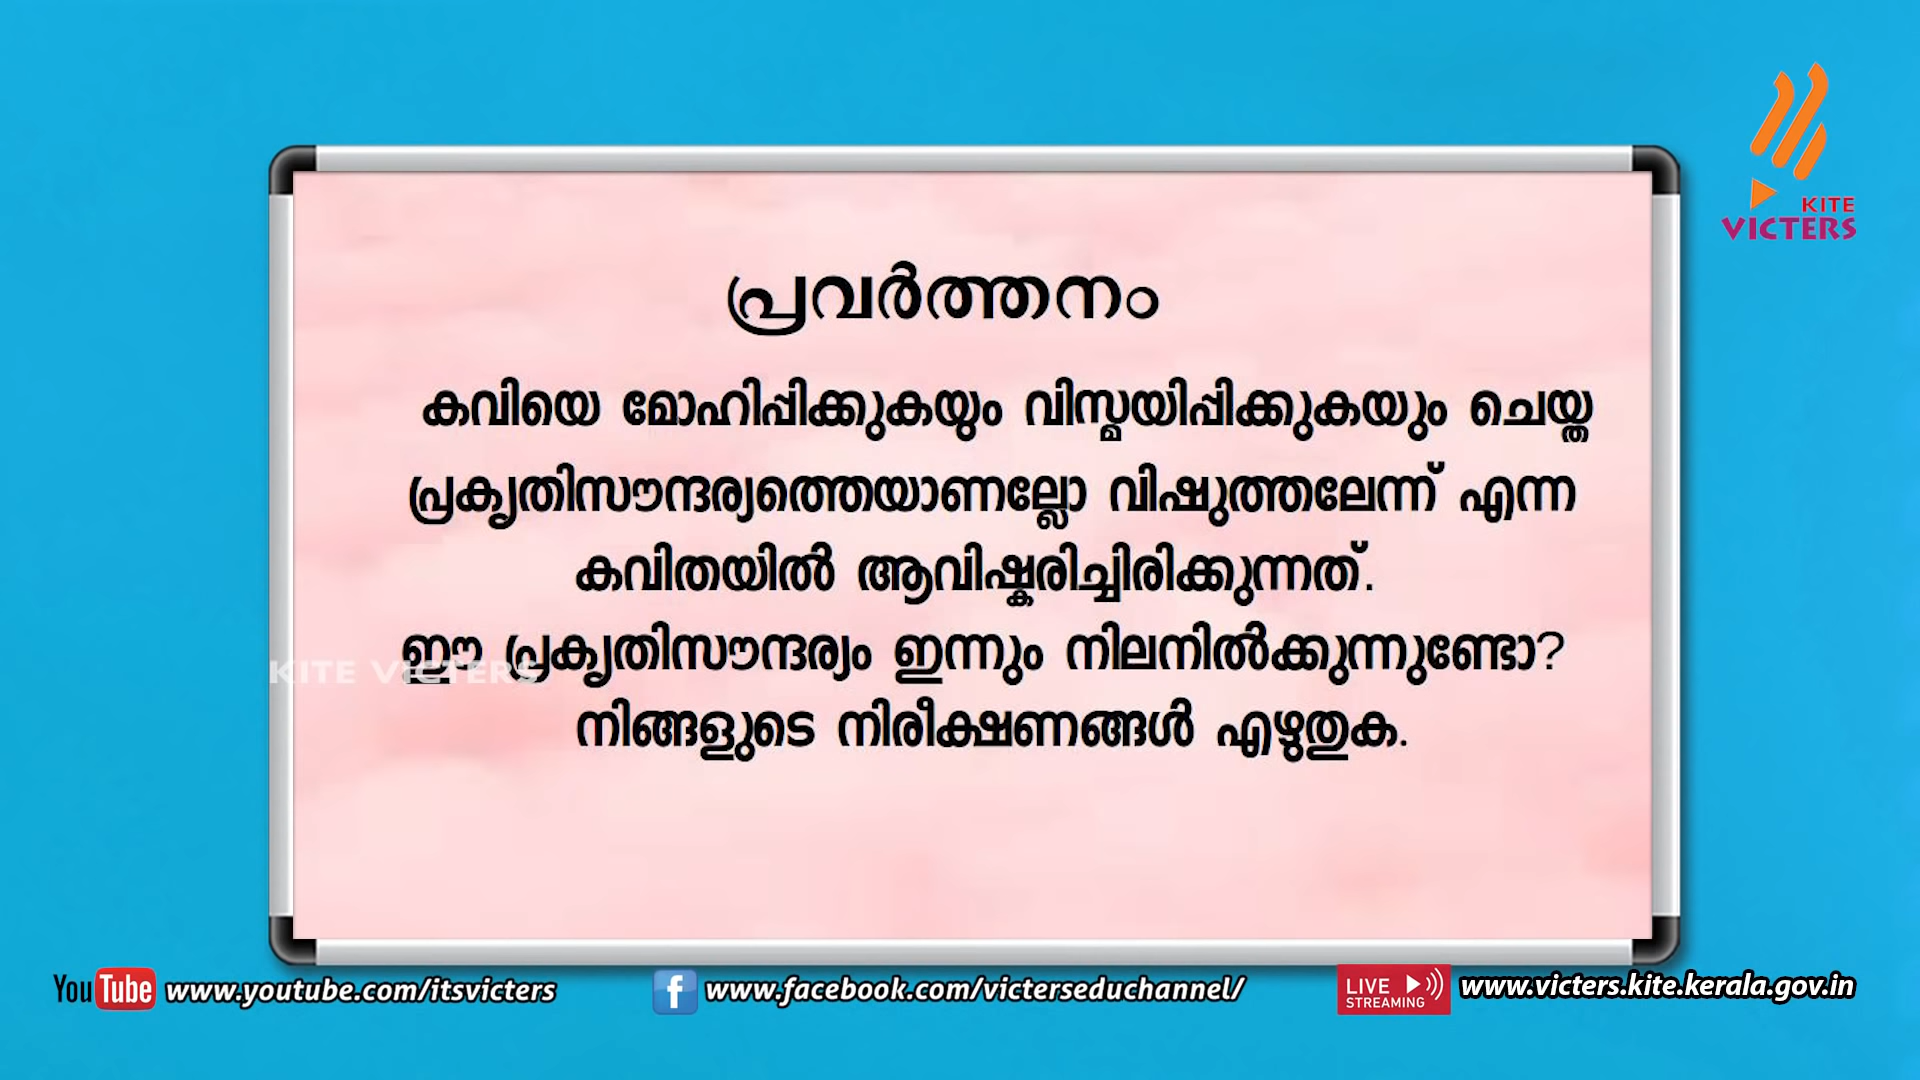 KITE
VICTERS
പ്രവർത്തനം
കവിയെ മോഹിപ്പിക്കുകയും വിസ്മയിപ്പിക്കുകയും ചെയ്ത
പ്രകൃതിസൗന്ദര്യത്തെയാണല്ലോ വിഷുത്തലേന്ന് എന്ന
കവിതയിൽ ആവിഷ്കരിച്ചിരിക്കുന്നത്.
ഈ പ്രകൃതിസൗന്ദര്യം ഇന്നും നിലനിൽക്കുന്നുണ്ടോ?
KITE VICTERS
നിങ്ങളുടെ നിരീക്ഷണങ്ങൾ എഴുതുക.
YouTube www.youtube.com/itsvicters
f www.facebook.com/victerseduchannel/
LIVE STREAMING www.victers.kite.kerala.gov.in